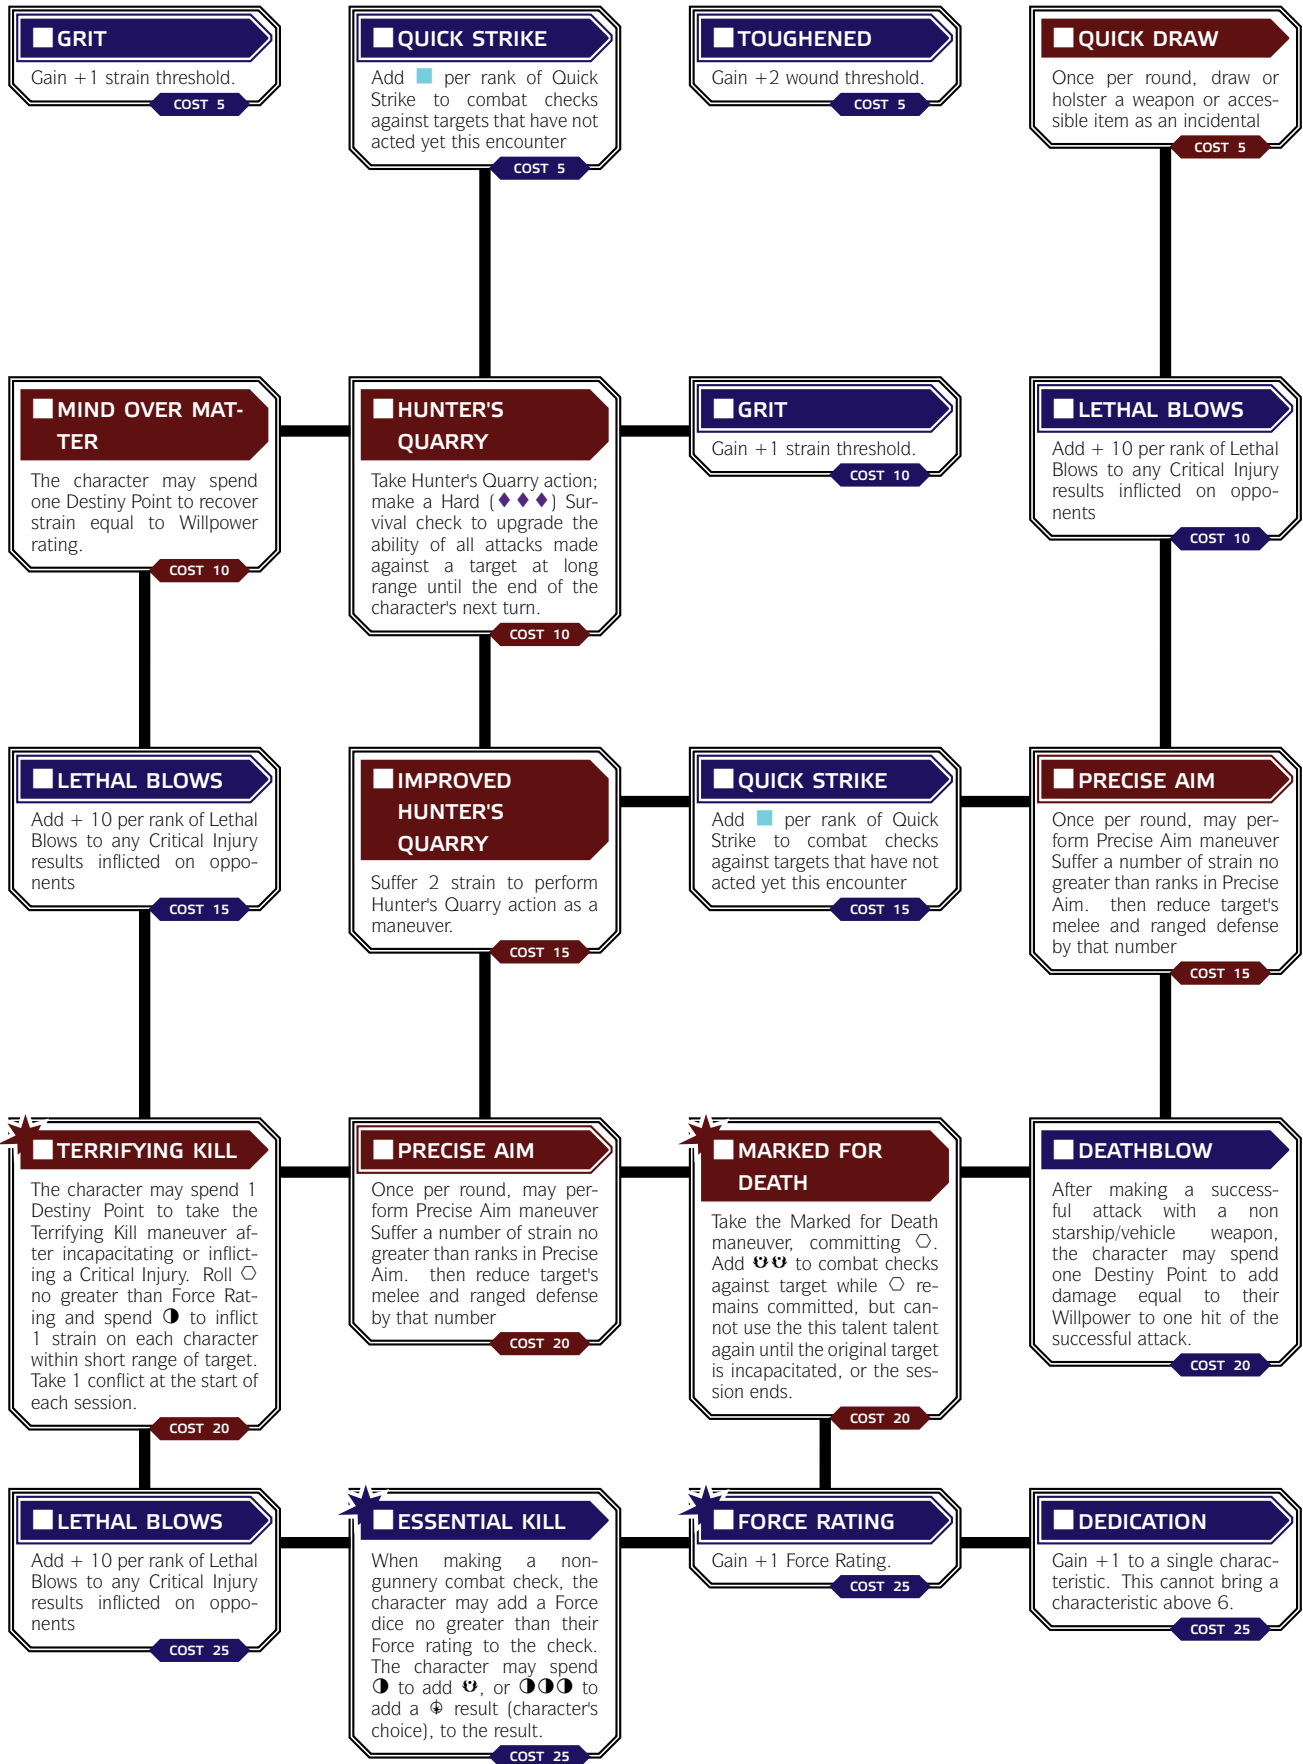 GRIT
Gain +1 strain threshold.
COST 5
QUICK STRIKE
Add per rank of Quick
Strike to combat checks
against targets that have not
acted yet this encounter
COST 5
TOUGHENED
Gain +2 wound threshold.
COST 5
QUICK DRAW
Once per round, draw or
holster a weapon or acces-
sible item as an incidental
COST 5
MIND OVER MAT-
TER
The character may spend
one Destiny Point to recover
strain equal to Willpower
rating.
COST 10
HUNTER'S
QUARRY
Take Hunter's Quarry action;
make a Hard (♦♦♦) Sur-
vival check to upgrade the
ability of all attacks made
against a target at long
range until the end of the
character's next turn.
COST 10
GRIT
Gain +1 strain threshold.
COST 10
LETHAL BLOWS
Add + 10 per rank of Lethal
Blows to any Critical Injury
results inflicted on oppo-
nents
COST 10
LETHAL BLOWS
Add + 10 per rank of Lethal
Blows to any Critical Injury
results inflicted on oppo-
nents
COST 15
IMPROVED
HUNTER'S
QUARRY
Suffer 2 strain to perform
Hunter's Quarry action as a
maneuver.
COST 15
QUICK STRIKE
Add per rank of Quick
Strike to combat checks
against targets that have not
acted yet this encounter
COST 15
PRECISE AIM
Once per round, may per-
form Precise Aim maneuver
Suffer a number of strain no
greater than ranks in Precise
Aim. then reduce target's
melee and ranged defense
by that number
COST 15
TERRIFYING KILL
The character may spend 1
Destiny Point to take the
Terrifying Kill maneuver af-
ter incapacitating or inflict-
ing a Critical Injury. Roll ⬡
no greater than Force Rat-
ing and spend ◑ to inflict
1 strain on each character
within short range of target.
Take 1 conflict at the start of
each session.
COST 20
PRECISE AIM
Once per round, may per-
form Precise Aim maneuver
Suffer a number of strain no
greater than ranks in Precise
Aim. then reduce target's
melee and ranged defense
by that number
COST 20
MARKED FOR
DEATH
Take the Marked for Death
maneuver, committing ⬡.
Add to combat checks
against target while ⬡ re-
mains committed, but can-
not use the this talent talent
again until the original target
is incapacitated, or the ses-
sion ends.
COST 20
DEATHBLOW
After making a success-
ful attack with a non
starship/vehicle weapon,
the character may spend
one Destiny Point to add
damage equal to their
Willpower to one hit of the
successful attack.
COST 20
LETHAL BLOWS
Add + 10 per rank of Lethal
Blows to any Critical Injury
results inflicted on oppo-
nents
COST 25
ESSENTIAL KILL
When making a non-
gunnery combat check, the
character may add a Force
dice no greater than their
Force rating to the check.
The character may spend
◑ to add , or ◑◑◑ to
add a result (character's
choice), to the result.
COST 25
FORCE RATING
Gain +1 Force Rating.
COST 25
DEDICATION
Gain +1 to a single charac-
teristic. This cannot bring a
characteristic above 6.
COST 25